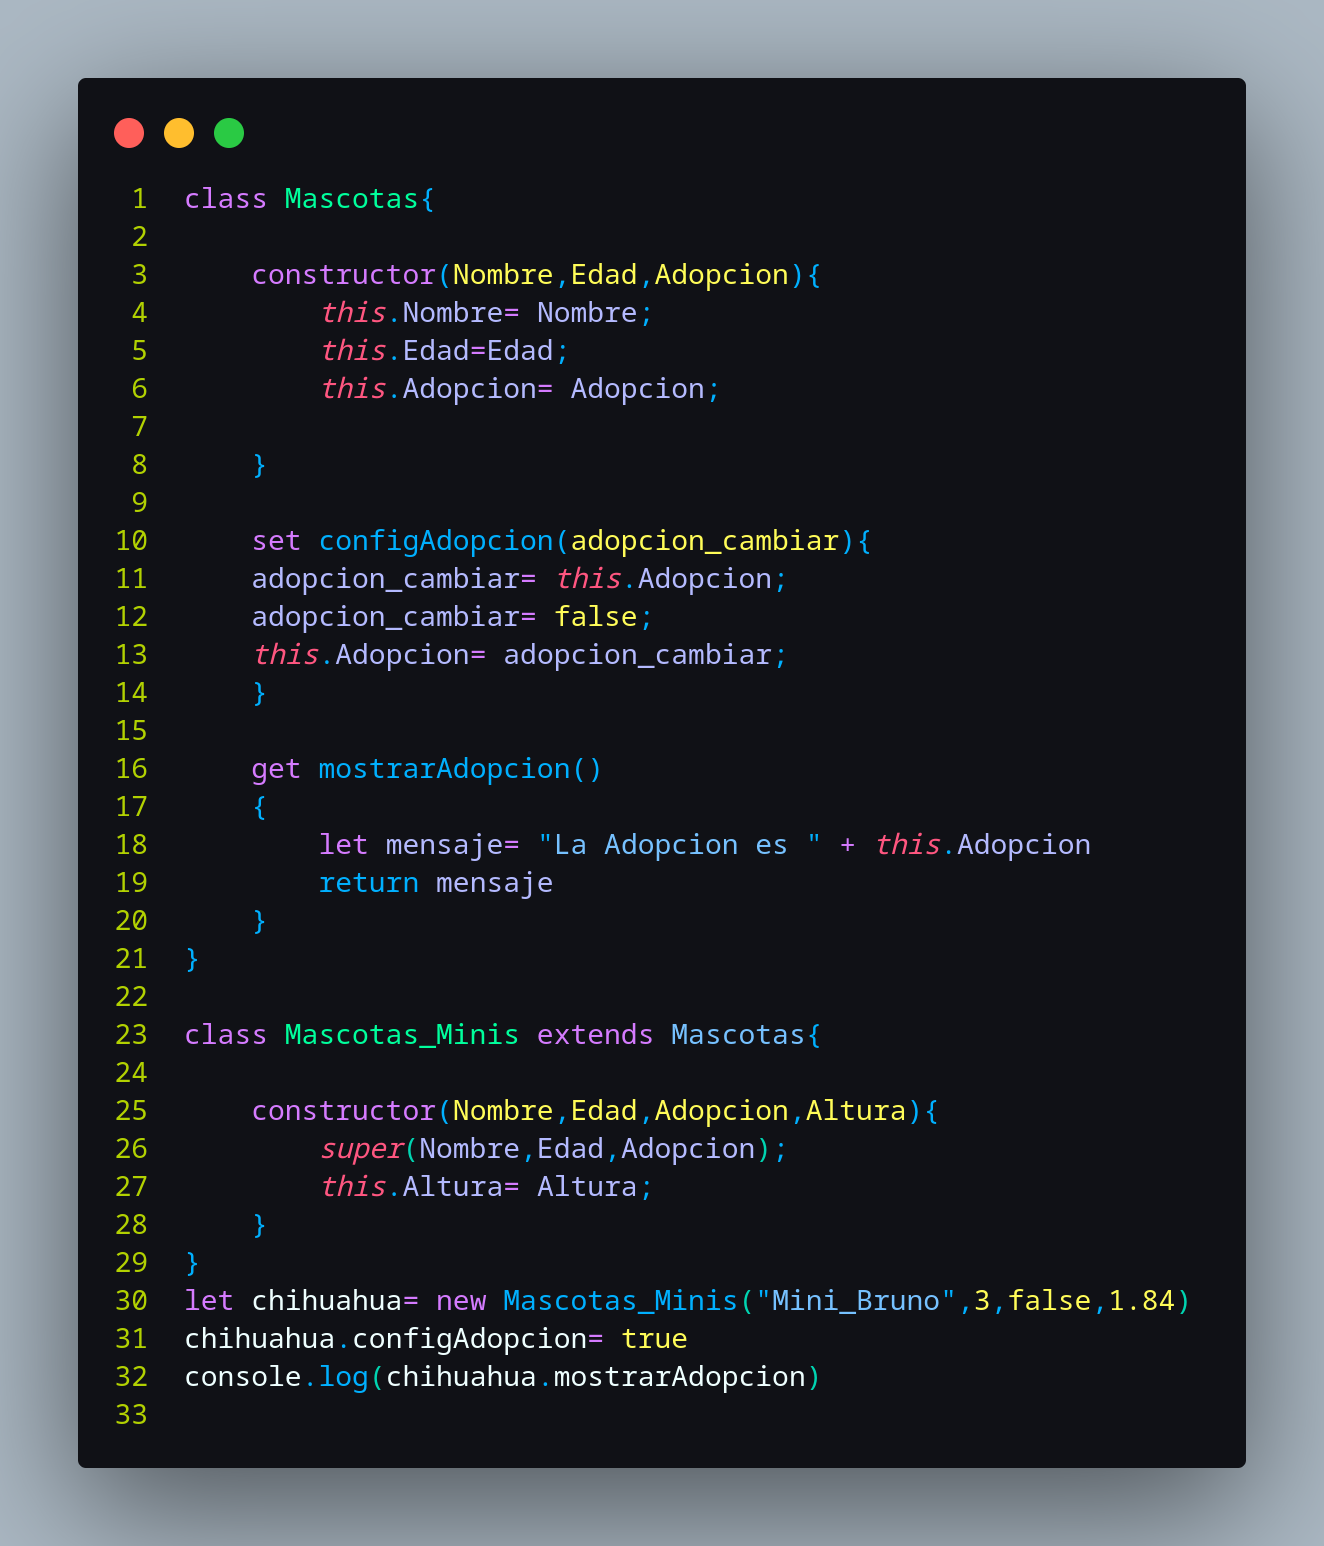 1 class Mascotas{
2
3 constructor(Nombre,Edad,Adopcion){
4 this.Nombre= Nombre;
5 this.Edad=Edad;
6 this.Adopcion= Adopcion;
7
8 }
9
10 set configAdopcion(adopcion_cambiar){
11 adopcion_cambiar= this.Adopcion;
12 adopcion_cambiar= false;
13 this.Adopcion= adopcion_cambiar;
14 }
15
16 get mostrarAdopcion()
17 {
18 let mensaje= "La Adopcion es " + this.Adopcion
19 return mensaje
20 }
21 }
22
23 class Mascotas_Minis extends Mascotas{
24
25 constructor(Nombre,Edad,Adopcion,Altura){
26 super(Nombre,Edad,Adopcion);
27 this.Altura= Altura;
28 }
29 }
30 let chihuahua= new Mascotas_Minis("Mini_Bruno",3,false,1.84)
31 chihuahua.configAdopcion= true
32 console.log(chihuahua.mostrarAdopcion)
33